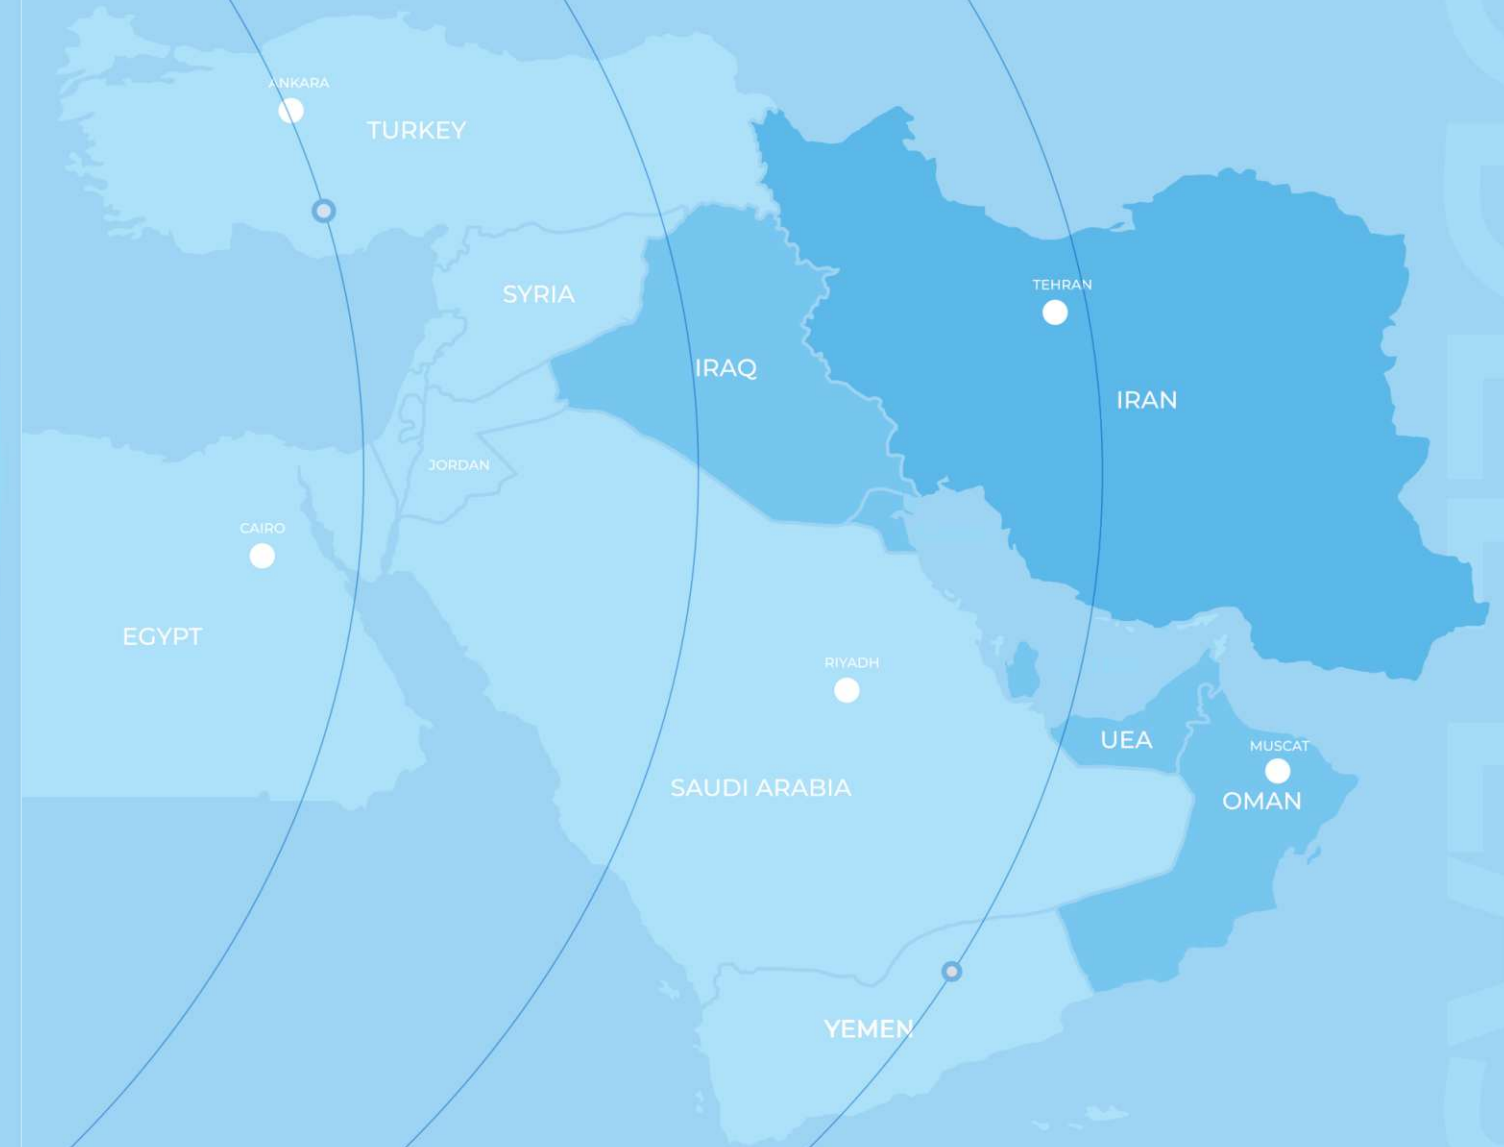 ANKARA
TURKEY
TEHRAN
SYRIA
IRAQ
IRAN
JORDAN
CAIRO
EGYPT
RIYADH
UEA
MUSCAT
SAUDI ARABIA
OMAN
YEMEN